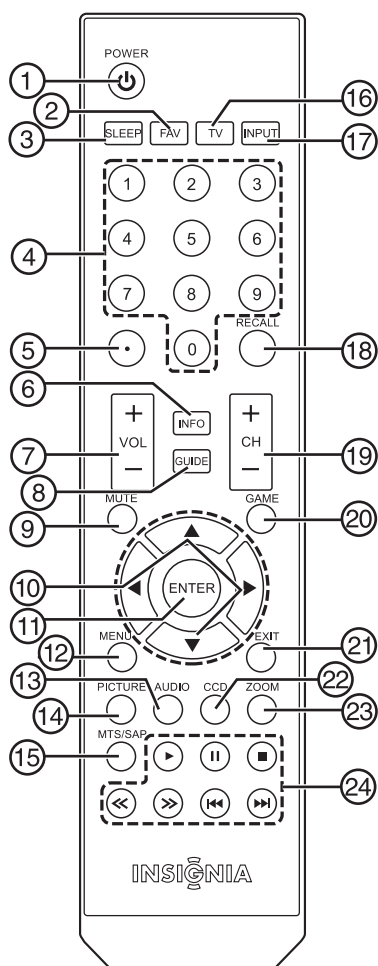 POWER
1
2
16
3
SLEEP FAV TV INPUT
17
1 2 3
4
4 5 6
7 8 9
RECALL
5
0
18
6
INFO
+ VOL −
+ CH −
7
19
8
GUIDE
MUTE
GAME
9
20
10
ENTER
11
MENU
EXIT
12
21
13
22
PICTURE AUDIO CCD ZOOM
14
23
MTS/SAP
15
24
INSIGNIA